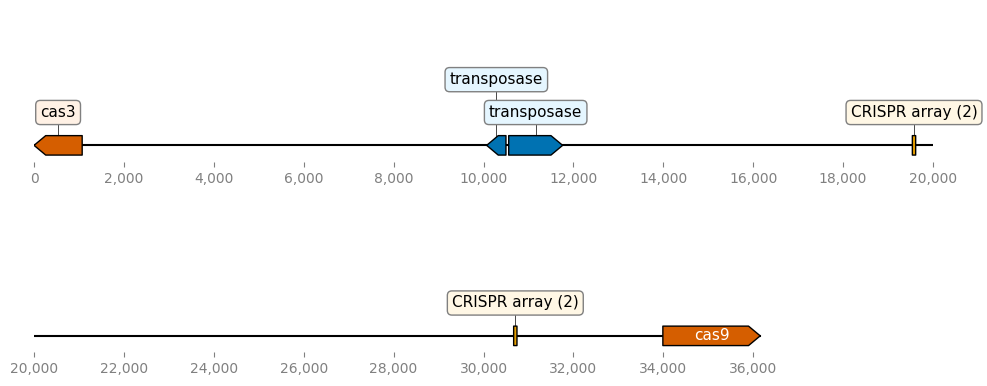 transposase
cas3
transposase
CRISPR array (2)
0 2,000 4,000 6,000 8,000 10,000 12,000 14,000 16,000 18,000 20,000
CRISPR array (2)
cas9
20,000 22,000 24,000 26,000 28,000 30,000 32,000 34,000 36,000